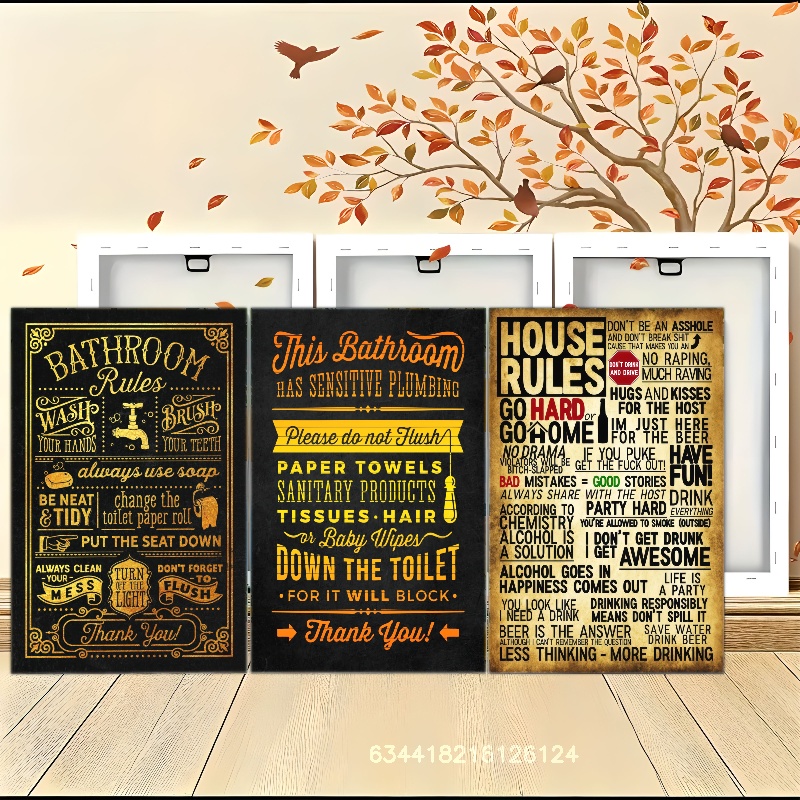 BATHROOM
Rules
WASH
YOUR HANDS
BRUSH
YOUR TEETH
always use soap
BE NEAT
& TIDY
change the
toilet paper roll
PUT THE SEAT DOWN
ALWAYS CLEAN
YOUR
MESS
TURN
OFF THE
LIGHT
DON'T FORGET
TO
FLUSH
Thank You!
This Bathroom
HAS SENSITIVE PLUMBING
Please do not Flush
PAPER TOWELS
SANITARY PRODUCTS
TISSUES · HAIR
or Baby Wipes
DOWN THE TOILET
· FOR IT WILL BLOCK ·
Thank You!
HOUSE
RULES
DON'T BE AN ASSHOLE
AND DON'T BREAK SHIT
CAUSE THAT MAKES YOU AN
DON'T DRINK
AND DRIVE
NO RAPING,
MUCH RAVING
GO HARD or
GO HOME
HUGS AND KISSES
FOR THE HOST
IM JUST HERE
FOR THE BEER
NO DRAMA
VIOLATORS WILL BE
BITCH-SLAPPED
IF YOU PUKE
GET THE FUCK OUT!
HAVE
FUN!
BAD MISTAKES = GOOD STORIES
ALWAYS SHARE WITH THE HOST
DRINK
EVERYTHING
ACCORDING TO
CHEMISTRY
ALCOHOL IS
A SOLUTION
PARTY HARD
YOU'RE ALLOWED TO SMOKE (OUTSIDE)
I DON'T GET DRUNK
I GET AWESOME
ALCOHOL GOES IN
HAPPINESS COMES OUT
LIFE IS
A PARTY
YOU LOOK LIKE
I NEED A DRINK
DRINKING RESPONSIBLY
MEANS DON'T SPILL IT
BEER IS THE ANSWER
ALTHOUGH I CAN'T REMEMBER THE QUESTION
SAVE WATER
DRINK BEER
LESS THINKING - MORE DRINKING
634418216126124